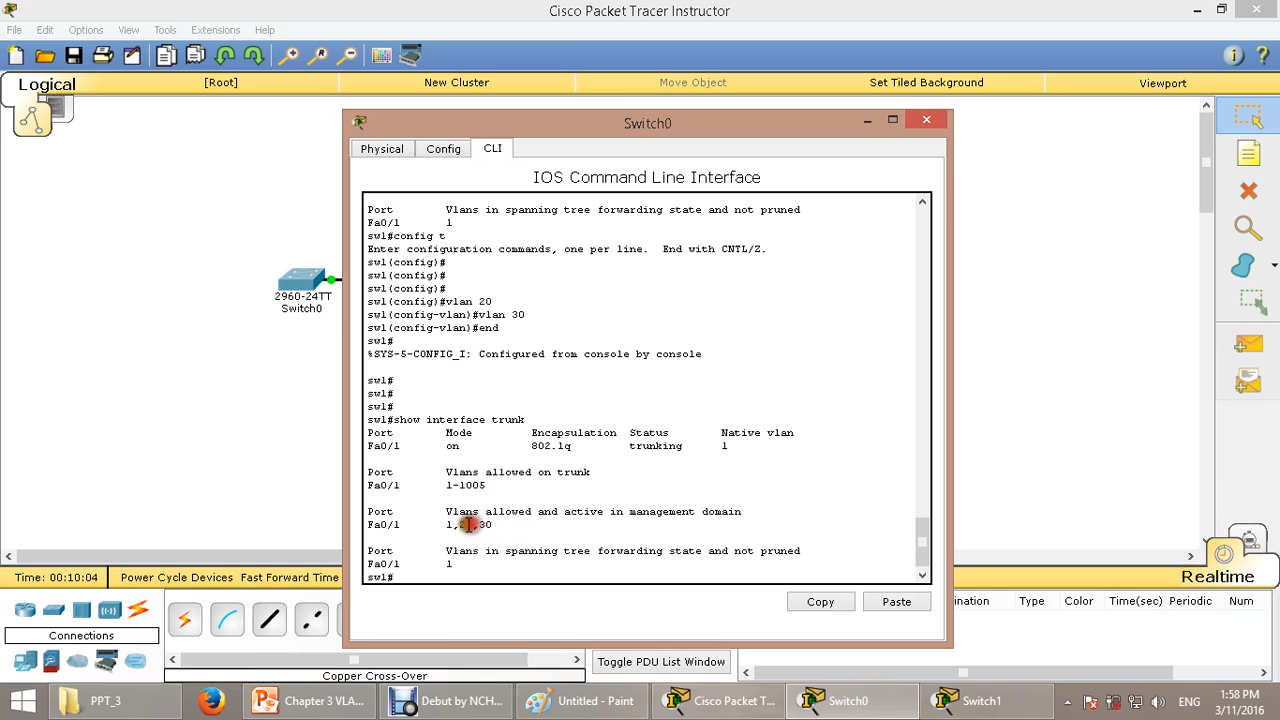 Cisco Packet Tracer Instructor
File Edit Options View Tools Extensions Help
Logical
[Root]
New Cluster
Move Object
Set Tiled Background
Viewport
Switch0
Physical Config CLI
IOS Command Line Interface
Port Vlans in spanning tree forwarding state and not pruned
Fa0/1 1
sw1#config t
Enter configuration commands, one per line. End with CNTL/Z.
sw1(config)#
sw1(config)#
sw1(config)#
sw1(config)#vlan 20
sw1(config-vlan)#vlan 30
sw1(config-vlan)#end
sw1#
%SYS-5-CONFIG_I: Configured from console by console
sw1#
sw1#
sw1#
sw1#show interface trunk
Port Mode Encapsulation Status Native vlan
Fa0/1 on 802.1q trunking 1
Port Vlans allowed on trunk
Fa0/1 1-1005
Port Vlans allowed and active in management domain
Fa0/1 1, ,30
Port Vlans in spanning tree forwarding state and not pruned
Fa0/1 1
sw1#
Copy Paste
2960-24TT
Switch0
Time: 00:10:04 Power Cycle Devices Fast Forward Time
Realtime
Connections
Copper Cross-Over
Toggle PDU List Window
Type Color Time(sec) Periodic Num
PPT_3
Chapter 3 VLA...
Debut by NCH...
Untitled - Paint
Cisco Packet T...
Switch0
Switch1
ENG
1:58 PM
3/11/2016